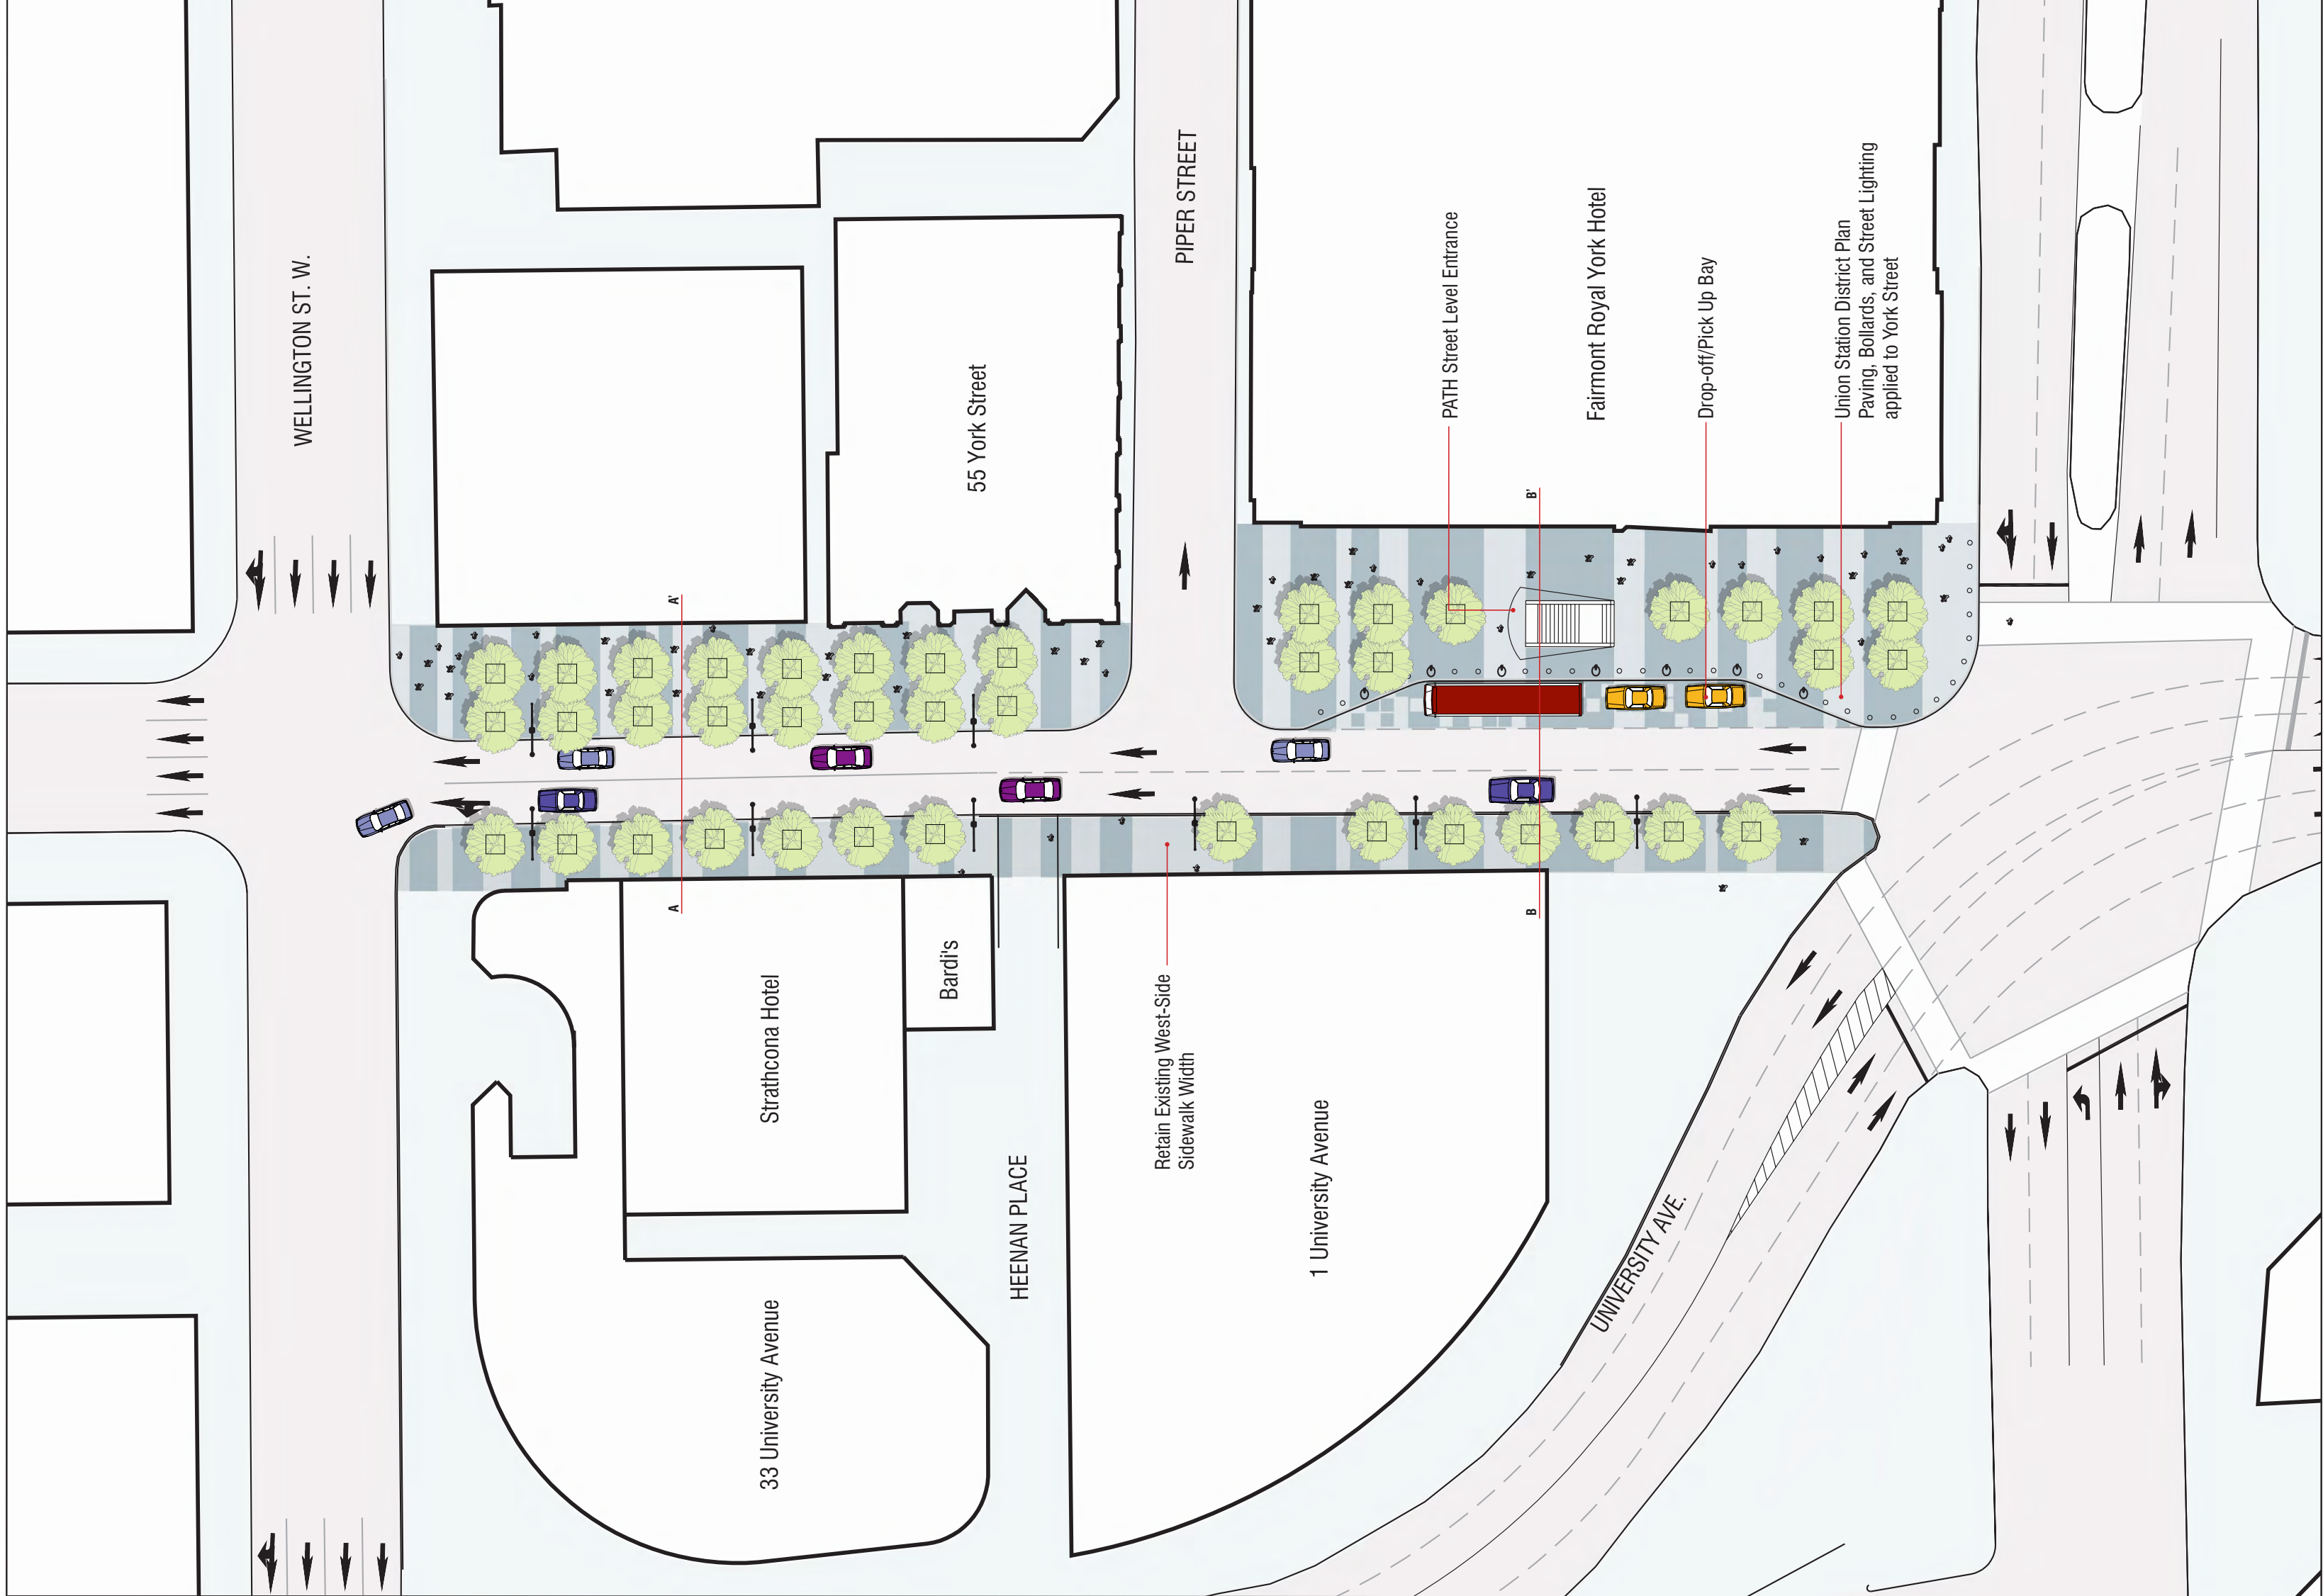 WELLINGTON ST. W.
PIPER STREET
55 York Street
PATH Street Level Entrance
Fairmont Royal York Hotel
Drop-off/Pick Up Bay
Union Station District Plan
Paving, Bollards, and Street Lighting
applied to York Street
A'
B'
A
B
Strathcona Hotel
Bardi's
Retain Existing West-Side
Sidewalk Width
33 University Avenue
HEENAN PLACE
1 University Avenue
UNIVERSITY AVE.